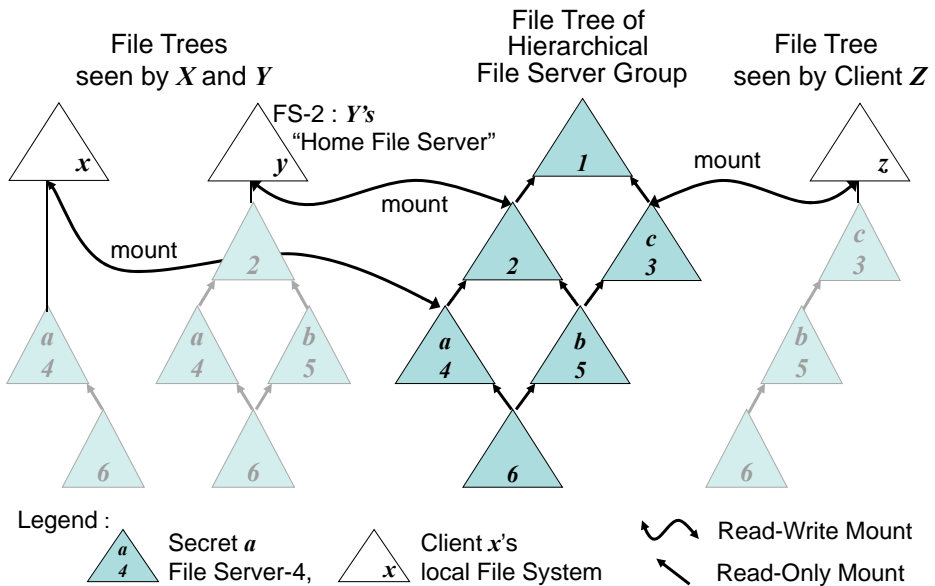 File Trees
seen by X and Y
File Tree of
Hierarchical
File Server Group
File Tree
seen by Client Z
FS-2 : Y's
"Home File Server"
x
y
1
z
mount
mount
mount
2
2
c
3
c
3
a
4
a
4
b
5
a
4
b
5
b
5
6
6
6
6
Legend :
a
4
Secret a
File Server-4,
x
Client x's
local File System
Read-Write Mount
Read-Only Mount